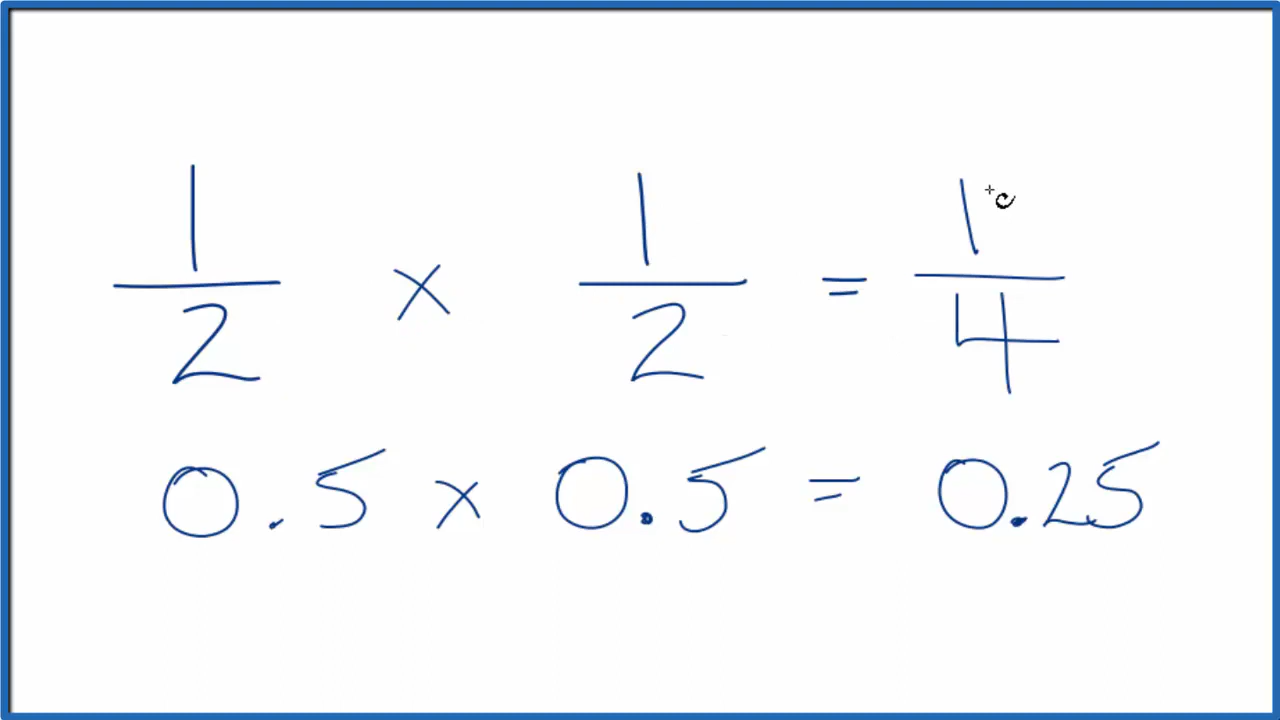 1/2 x 1/2 = 1/4
0.5 x 0.5 = 0.25